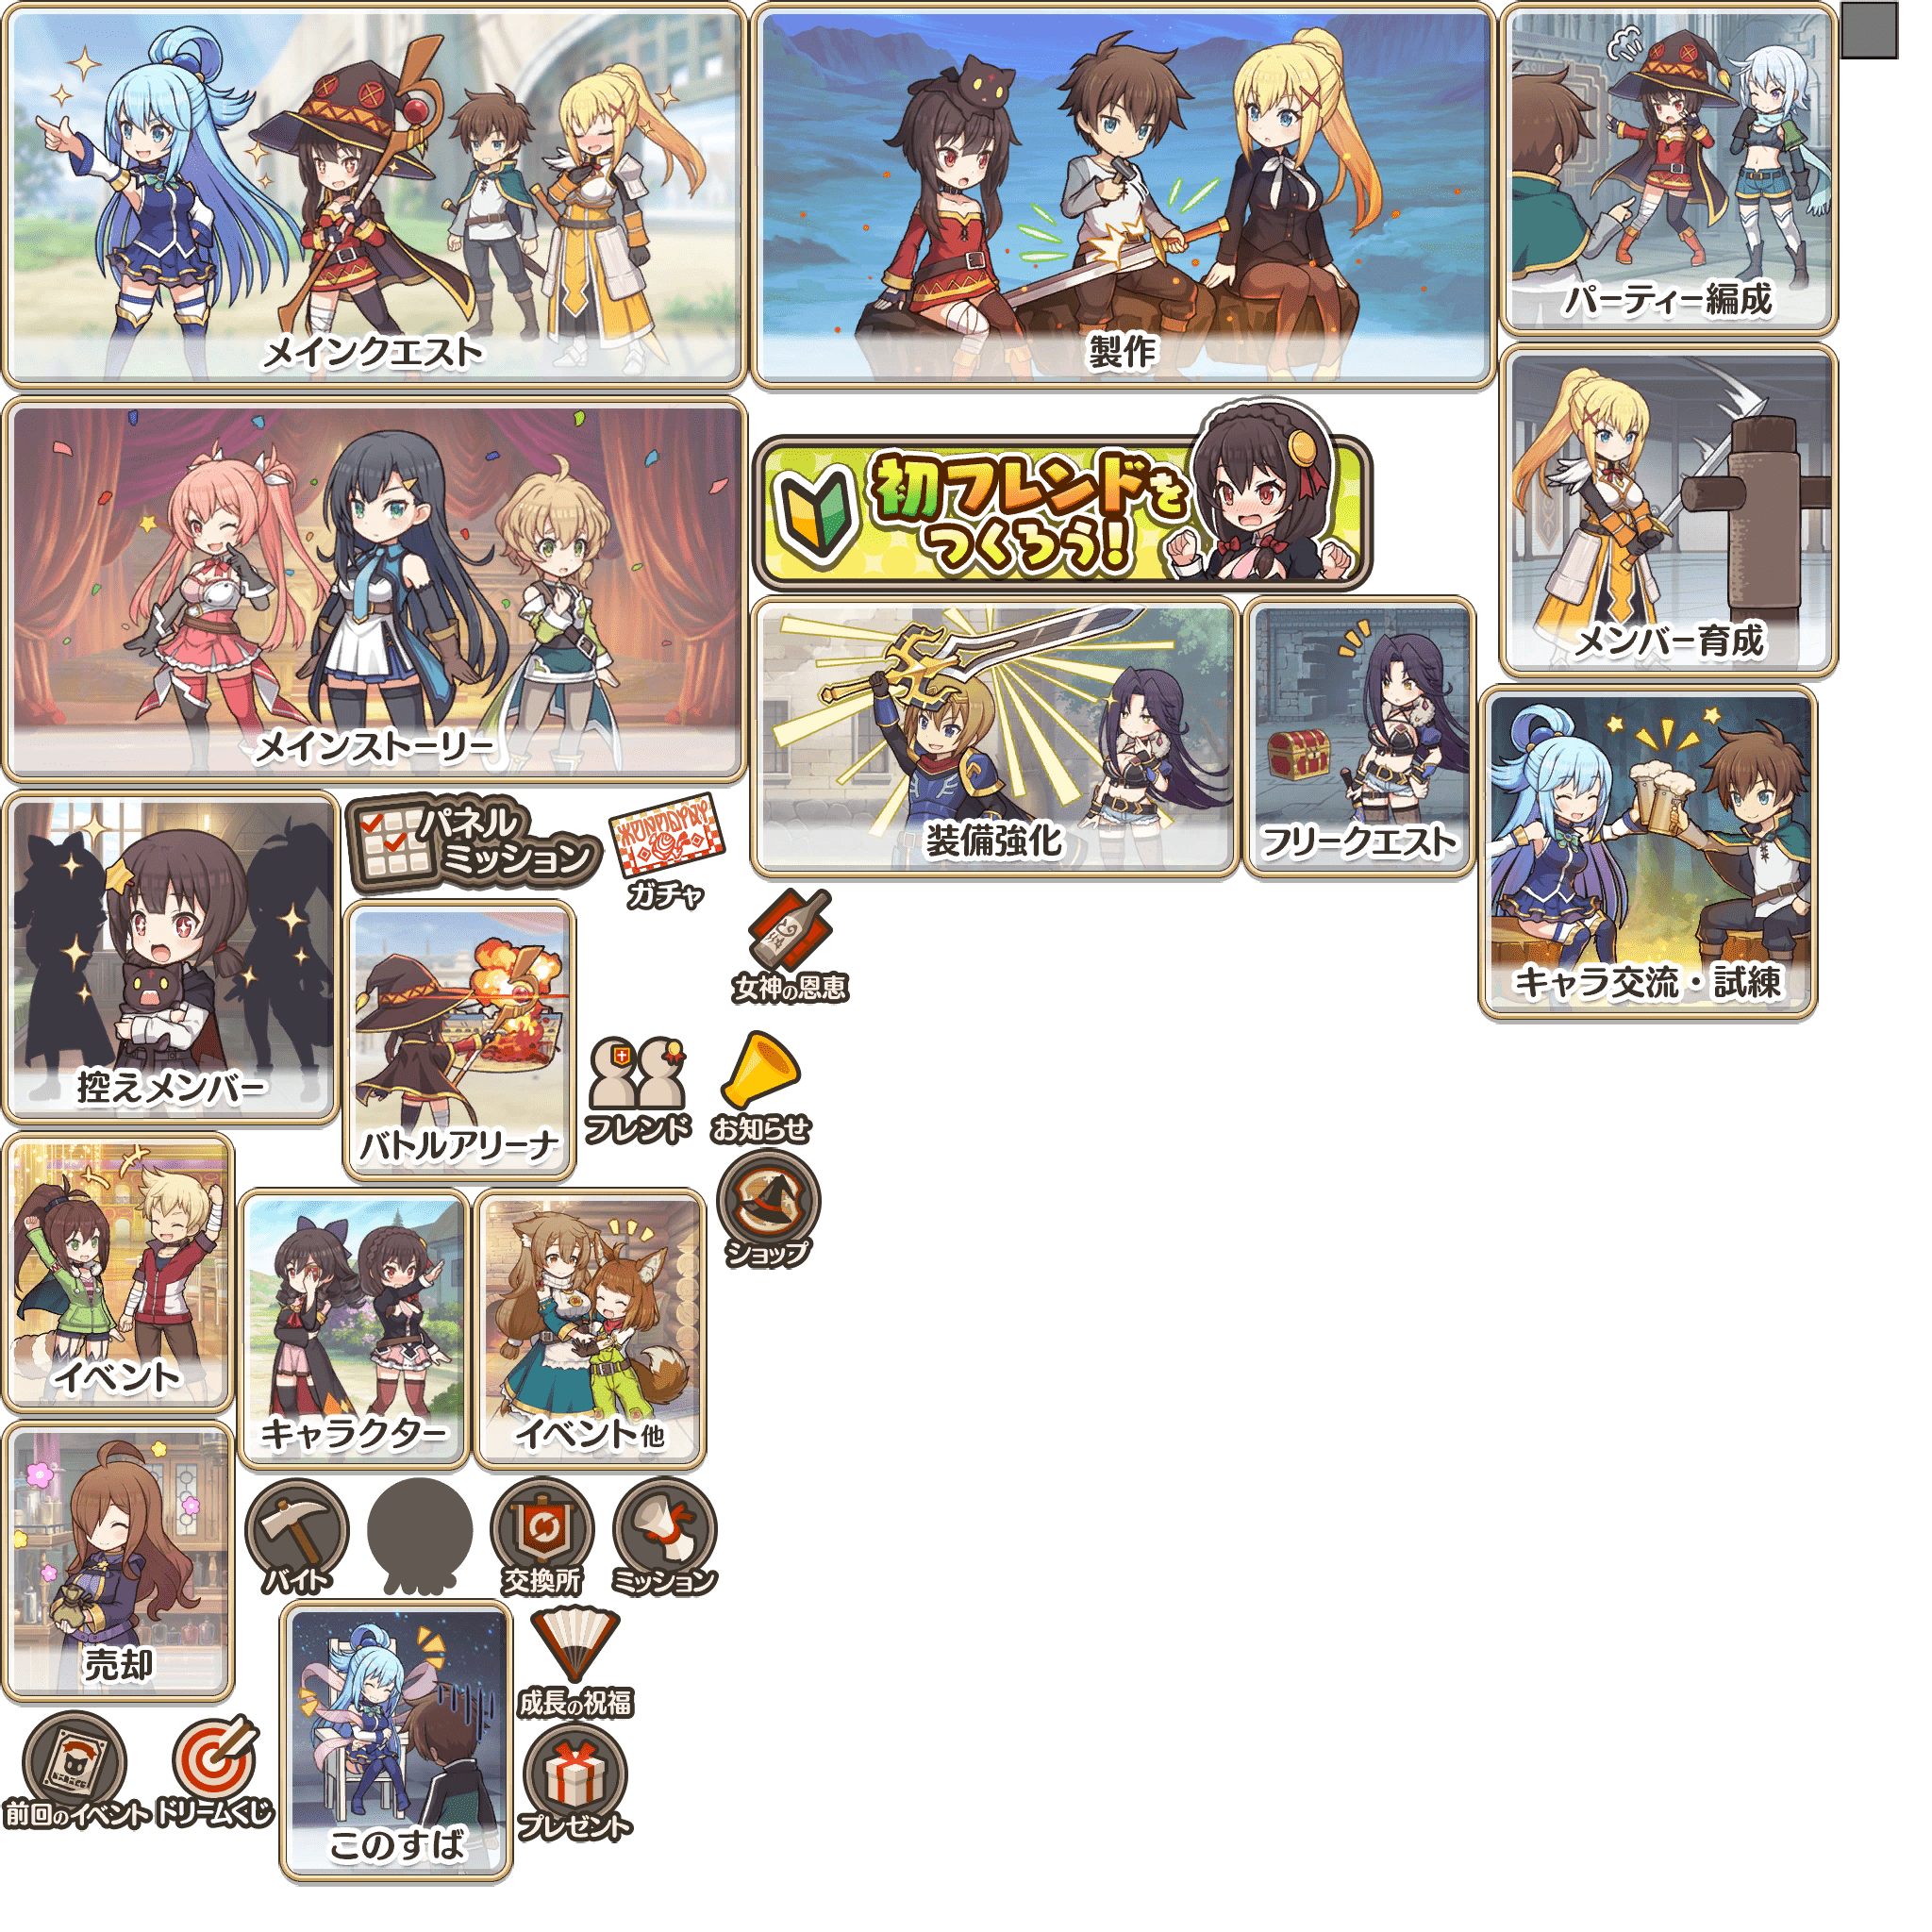 メインクエスト
製作
パーティー編成
メインストーリー
初フレンドを
つくろう!
メンバー育成
装備強化
フリークエスト
キャラ交流・試練
パネル
ミッション
ガチャ
控えメンバー
バトルアリーナ
女神の恩恵
フレンド
お知らせ
ショップ
イベント
キャラクター
イベント他
売却
バイト
交換所
ミッション
成長の祝福
前回のイベント
ドリームくじ
このすば
プレゼント